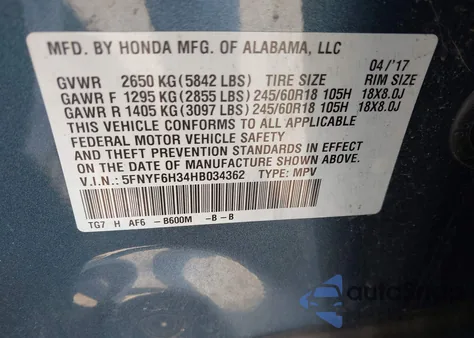 MFD. BY HONDA MFG. OF ALABAMA, LLC
04/'17
GVWR 2650 KG (5842 LBS) TIRE SIZE RIM SIZE
GAWR F 1295 KG (2855 LBS) 245/60R18 105H 18X8.0J
GAWR R 1405 KG (3097 LBS) 245/60R18 105H 18X8.0J
THIS VEHICLE CONFORMS TO ALL APPLICABLE
FEDERAL MOTOR VEHICLE SAFETY
AND THEFT PREVENTION STANDARDS IN EFFECT
ON THE DATE OF MANUFACTURE SHOWN ABOVE.
V.I.N.: 5FNYF6H34HB034362 TYPE: MPV
TG7 H AF6 -B600M -B-B